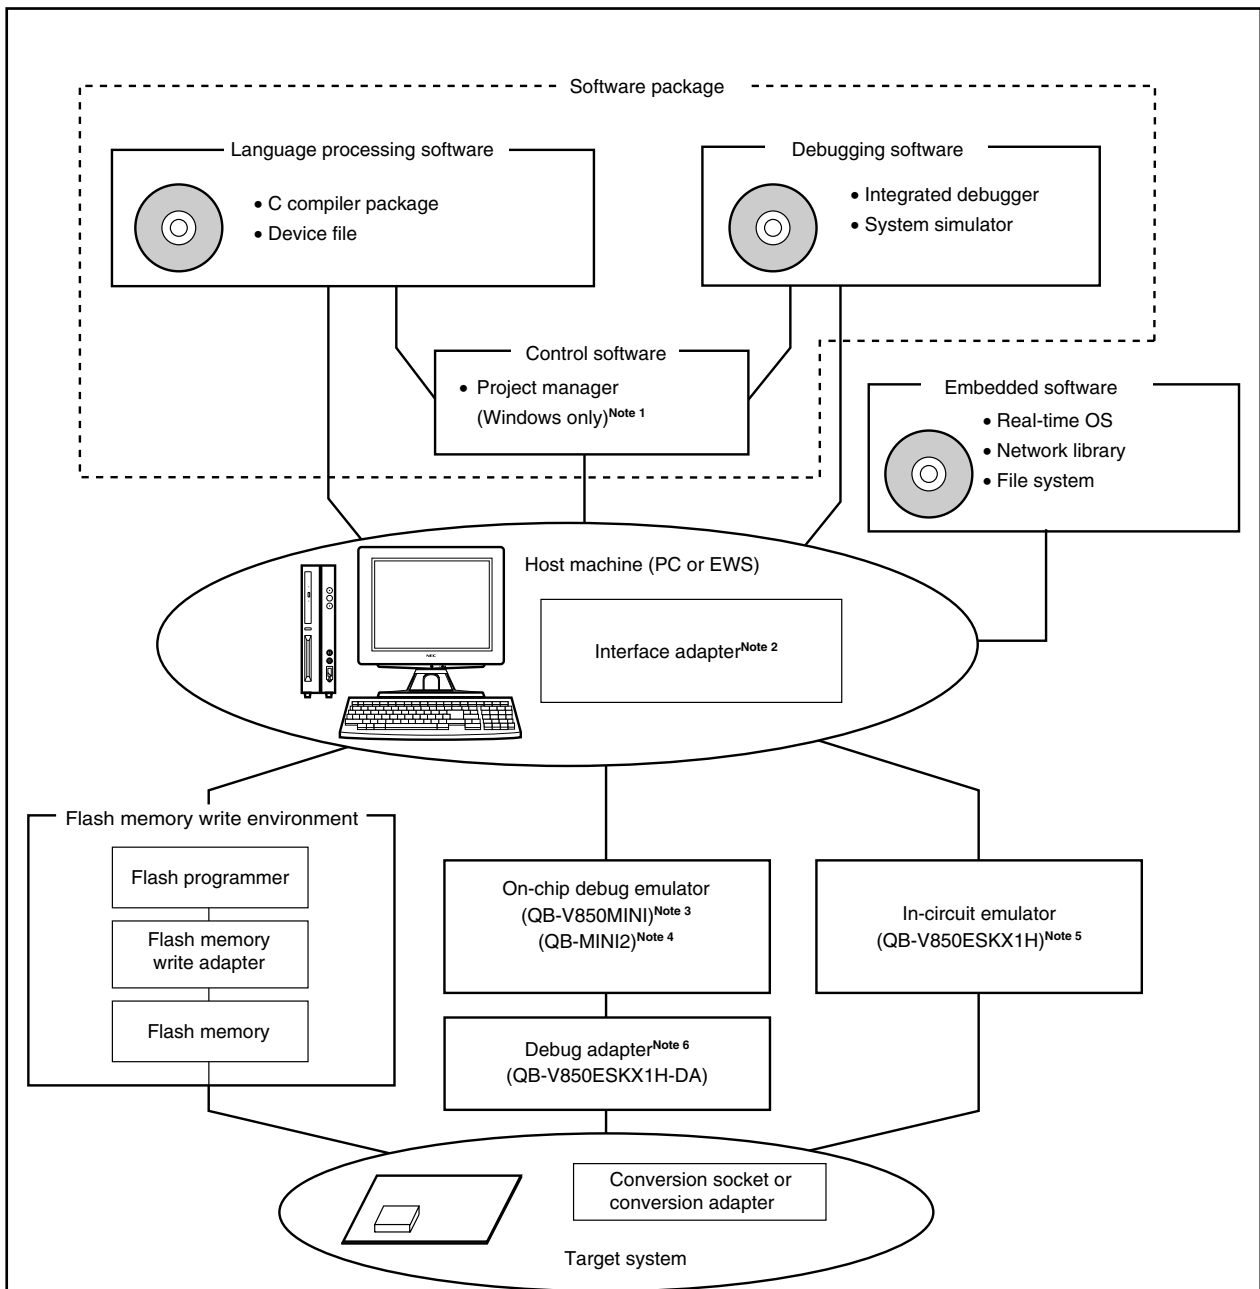 Software package
Language processing software
• C compiler package
• Device file
Debugging software
• Integrated debugger
• System simulator
Control software
• Project manager
(Windows only)Note 1
Embedded software
• Real-time OS
• Network library
• File system
Host machine (PC or EWS)
Interface adapterNote 2
NEC
Flash memory write environment
Flash programmer
Flash memory
write adapter
Flash memory
On-chip debug emulator
(QB-V850MINI)Note 3
(QB-MINI2)Note 4
In-circuit emulator
(QB-V850ESKX1H)Note 5
Debug adapterNote 6
(QB-V850ESKX1H-DA)
Conversion socket or
conversion adapter
Target system